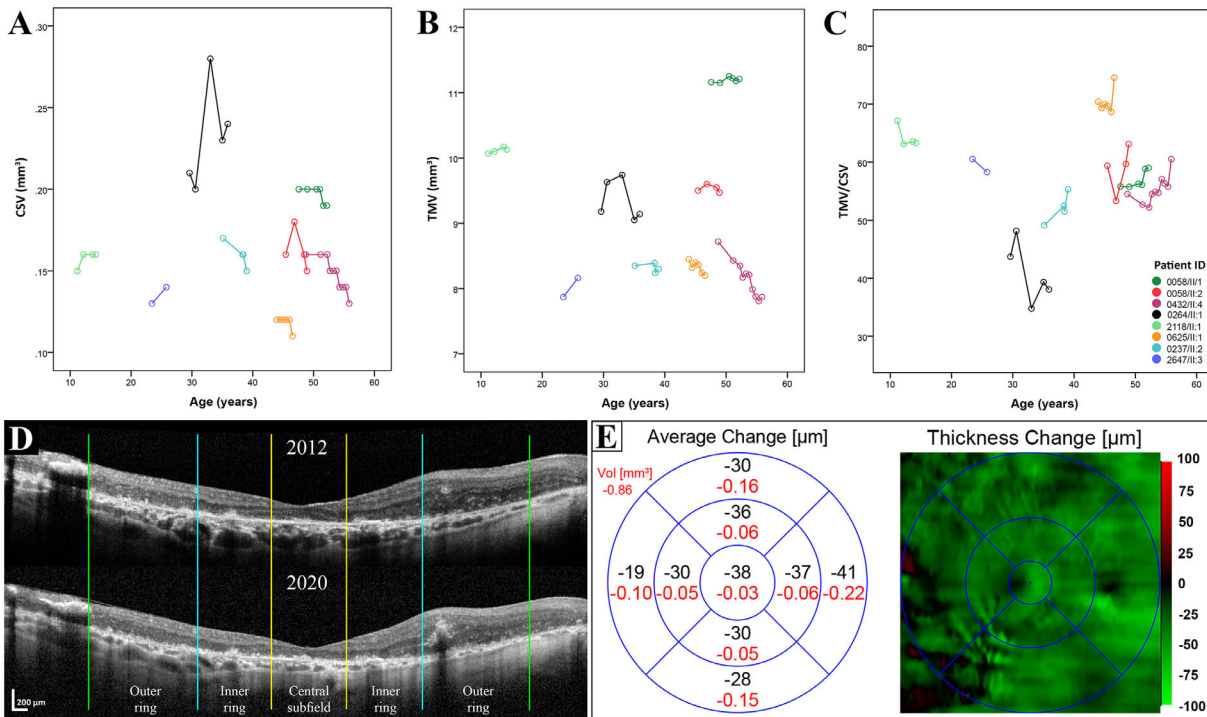 A
CSV (mm³)
.30
.25
.20
.15
.10
10 20 30 40 50 60
Age (years)
B
TMV (mm³)
12
11
10
9
8
7
10 20 30 40 50 60
Age (years)
C
TMV/CSV
80
70
60
50
40
30
10 20 30 40 50 60
Age (years)
Patient ID
0058/II/1
0058/II:2
0432/II:4
0264/II:1
2118/II:1
0625/II:1
0237/II:2
2647/II:3
D
2012
2020
200 µm
Outer ring
Inner ring
Central subfield
Inner ring
Outer ring
E
Average Change [µm]
Vol [mm³]
-0.86
-30
-0.16
-36
-0.06
-19 -30 -38 -37 -41
-0.10 -0.05 -0.03 -0.06 -0.22
-30
-0.05
-28
-0.15
Thickness Change [µm]
100
75
50
25
0
-25
-50
-75
-100